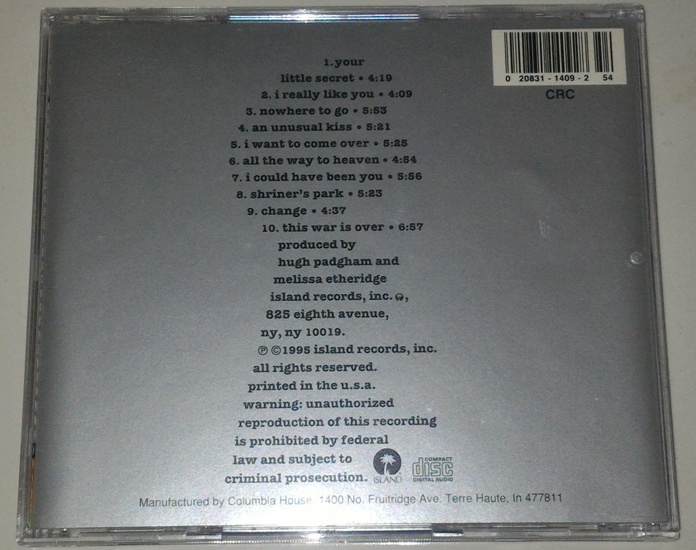 1. your
little secret • 4:19
2. i really like you • 4:09
3. nowhere to go • 5:53
4. an unusual kiss • 5:21
5. i want to come over • 5:25
6. all the way to heaven • 4:54
7. i could have been you • 5:56
8. shriner's park • 5:23
9. change • 4:37
10. this war is over • 6:57
produced by
hugh padgham and
melissa etheridge
island records, inc.,
825 eighth avenue,
ny, ny 10019.
℗ ©1995 island records, inc.
all rights reserved.
printed in the u.s.a.
warning: unauthorized
reproduction of this recording
is prohibited by federal
law and subject to
criminal prosecution.
ISLAND
COMPACT
disc
DIGITAL AUDIO
Manufactured by Columbia House, 1400 No. Fruitridge Ave. Terre Haute, In 477811
0 20831 - 1409 - 2 54
CRC